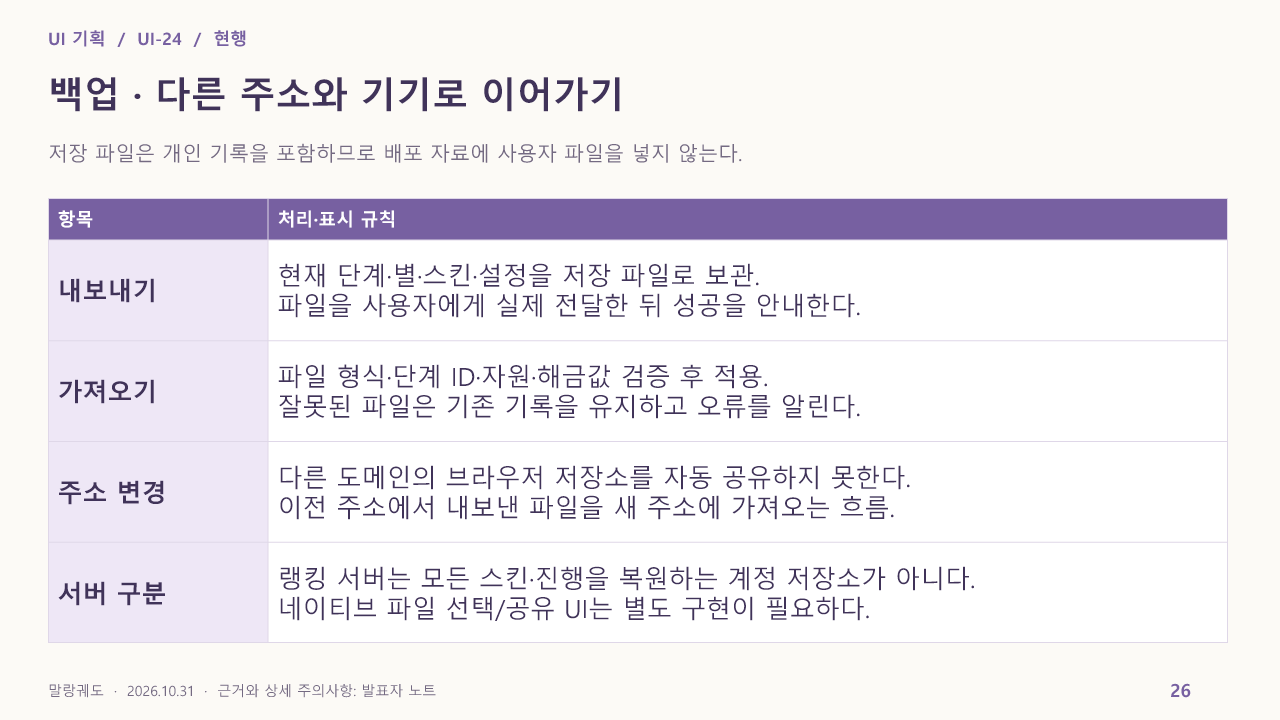 UI 기획 / UI-24 / 현행
백업 · 다른 주소와 기기로 이어가기
저장 파일은 개인 기록을 포함하므로 배포 자료에 사용자 파일을 넣지 않는다.
항목
처리·표시 규칙
내보내기
현재 단계·별·스킨·설정을 저장 파일로 보관.
파일을 사용자에게 실제 전달한 뒤 성공을 안내한다.
가져오기
파일 형식·단계 ID·자원·해금값 검증 후 적용.
잘못된 파일은 기존 기록을 유지하고 오류를 알린다.
주소 변경
다른 도메인의 브라우저 저장소를 자동 공유하지 못한다.
이전 주소에서 내보낸 파일을 새 주소에 가져오는 흐름.
서버 구분
랭킹 서버는 모든 스킨·진행을 복원하는 계정 저장소가 아니다.
네이티브 파일 선택/공유 UI는 별도 구현이 필요하다.
말랑궤도 · 2026.10.31 · 근거와 상세 주의사항: 발표자 노트
26